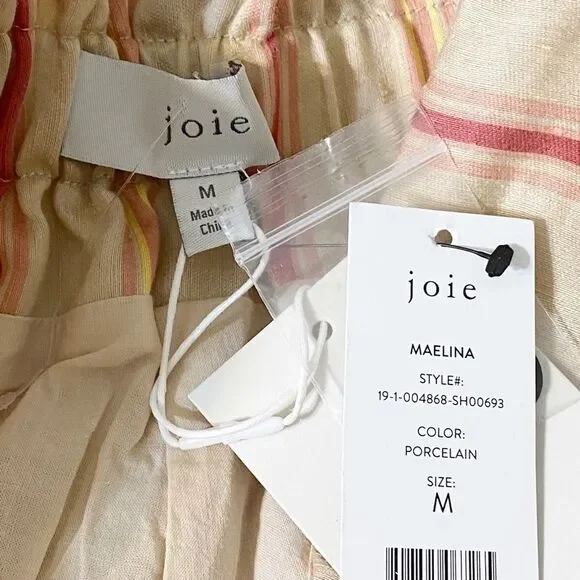 joie
M
Made in
China
joie
MAELINA
STYLE#:
19-1-004868-SH00693
COLOR:
PORCELAIN
SIZE:
M